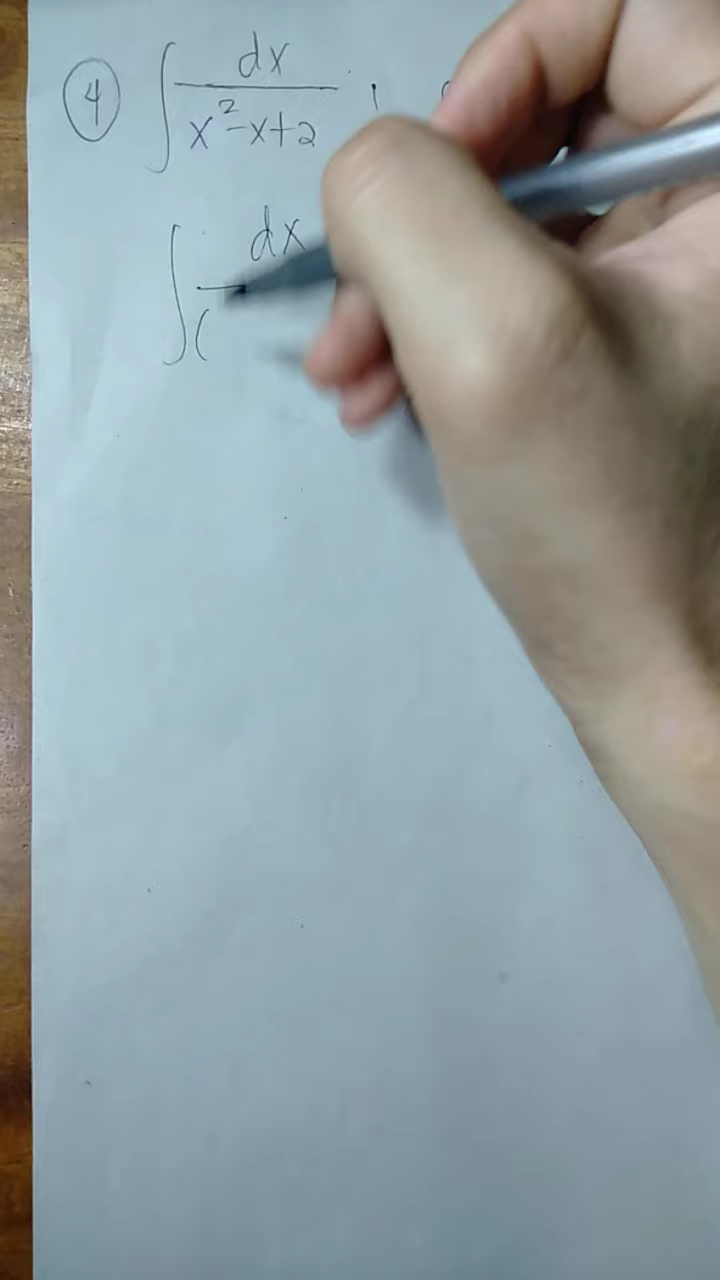 ④ ∫ dx / x²-x+2 ;
∫ dx / (